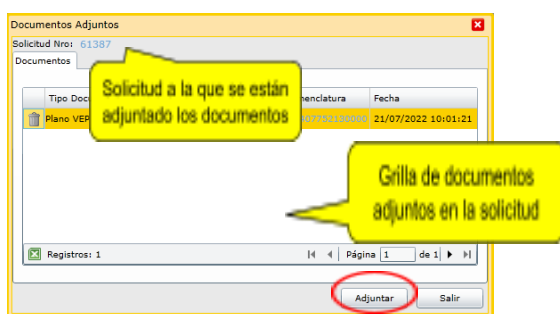 Documentos Adjuntos
Solicitud Nro: 61387
Documentos
Solicitud a la que se están
adjuntado los documentos
Tipo Fecha
Plano VEP 21/07/2022 10:01:21
Grilla de documentos
adjuntos en la solicitud
Registros: 1 Página 1 de 1
Adjuntar Salir